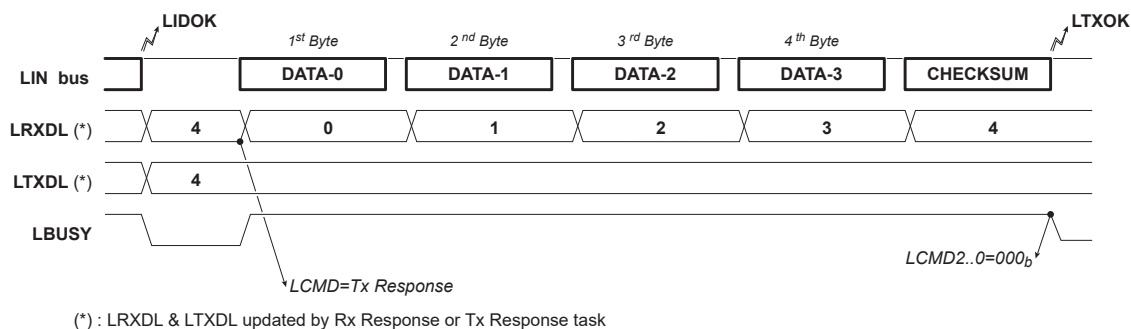 LIDOK LTXOK
1st Byte 2nd Byte 3rd Byte 4th Byte
LIN bus DATA-0 DATA-1 DATA-2 DATA-3 CHECKSUM
LRXDL (*) 4 0 1 2 3 4
LTXDL (*) 4
LBUSY
LCMD2..0=000b
LCMD=Tx Response
(*) : LRXDL & LTXDL updated by Rx Response or Tx Response task